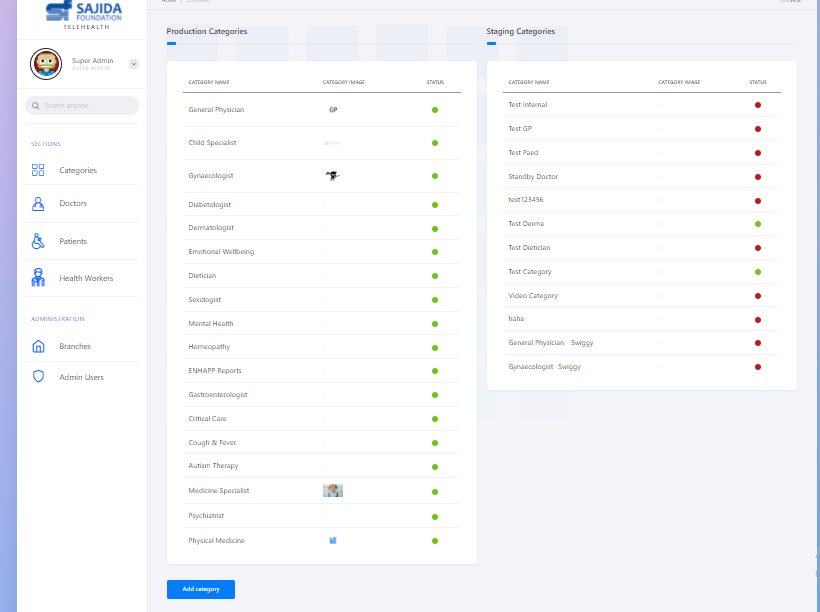 SAJIDA
FOUNDATION
TELEHEALTH
Super Admin
SUPER ADMIN
Search anyone...
SECTIONS
Categories
Doctors
Patients
Health Workers
ADMINISTRATION
Branches
Admin Users
Production Categories
CATEGORY NAME CATEGORY IMAGE STATUS
General Physician GP
Child Specialist
Gynaecologist
Diabetologist
Dermatologist
Emotional Wellbeing
Dietician
Sexologist
Mental Health
Homeopathy
ENHAPP Reports
Gastroenterologist
Critical Care
Cough & Fever
Autism Therapy
Medicine Specialist
Psychiatrist
Physical Medicine
Add category
Staging Categories
CATEGORY NAME CATEGORY IMAGE STATUS
Test Internal
Test GP
Test Paed
Standby Doctor
test123456
Test Derma
Test Dietician
Test Category
Video Category
haha
General Physician - Swiggy
Gynaecologist- Swiggy